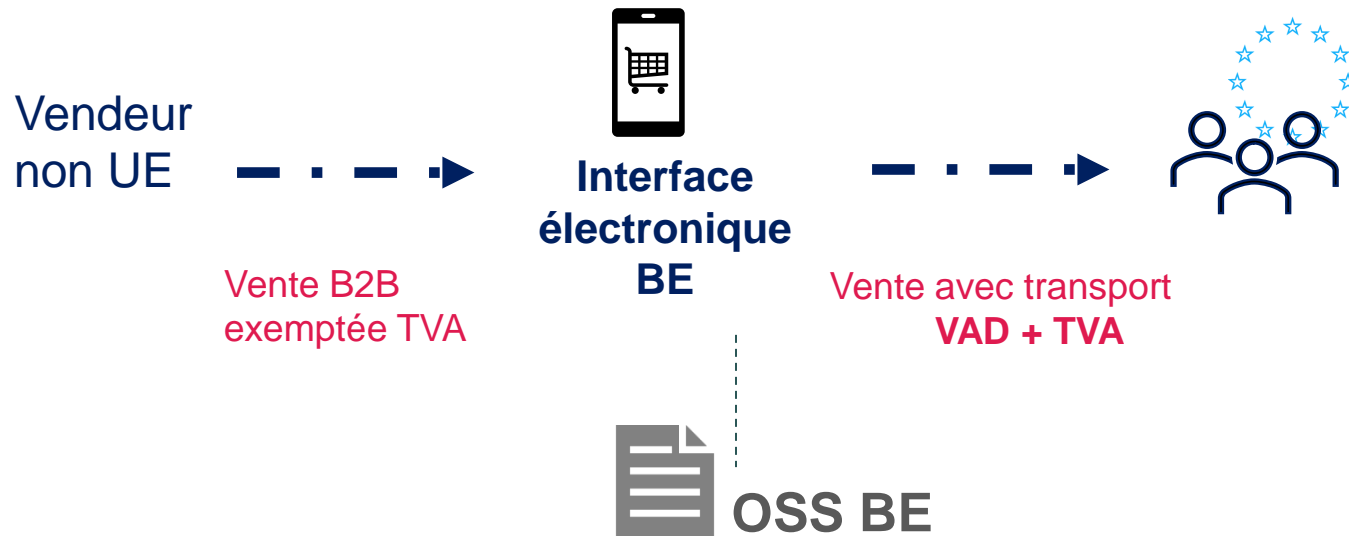 Vendeur
non UE
Interface
électronique
BE
Vente B2B
exemptée TVA
Vente avec transport
VAD + TVA
OSS BE